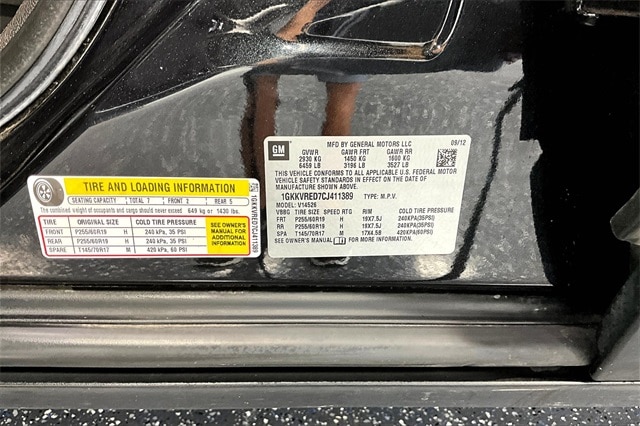 TIRE AND LOADING INFORMATION
SEATING CAPACITY TOTAL 7 FRONT 2 REAR 5
The combined weight of occupants and cargo should never exceed 649 kg or 1430 lbs.
TIRE ORIGINAL SIZE COLD TIRE PRESSURE
FRONT P255/60R19 H 240 kPa, 35 PSI
REAR P255/60R19 H 240 kPa, 35 PSI
SPARE T145/70R17 M 420 kPa, 60 PSI
SEE OWNER'S
MANUAL FOR
ADDITIONAL
INFORMATION
1GKKVRED7CJ411389
GM
MFD BY GENERAL MOTORS LLC
09/12
GVWR GAWR FRT GAWR RR
2930 KG 1450 KG 1600 KG
6459 LB 3196 LB 3527 LB
THIS VEHICLE CONFORMS TO ALL APPLICABLE U.S. FEDERAL MOTOR
VEHICLE SAFETY STANDARDS IN EFFECT ON THE DATE OF
MANUFACTURE SHOWN ABOVE.
1GKKVRED7CJ411389 TYPE: M.P.V.
MODEL: V14526
VBBG TIRE SIZE SPEED RTG RIM COLD TIRE PRESSURE
FRT P255/60R19 H 19X7.5J 240KPA(35PSI)
RR P255/60R19 H 19X7.5J 240KPA(35PSI)
SPA T145/70R17 M 17X4.5B 420KPA(60PSI)
SEE OWNER'S MANUAL FOR MORE INFORMATION.